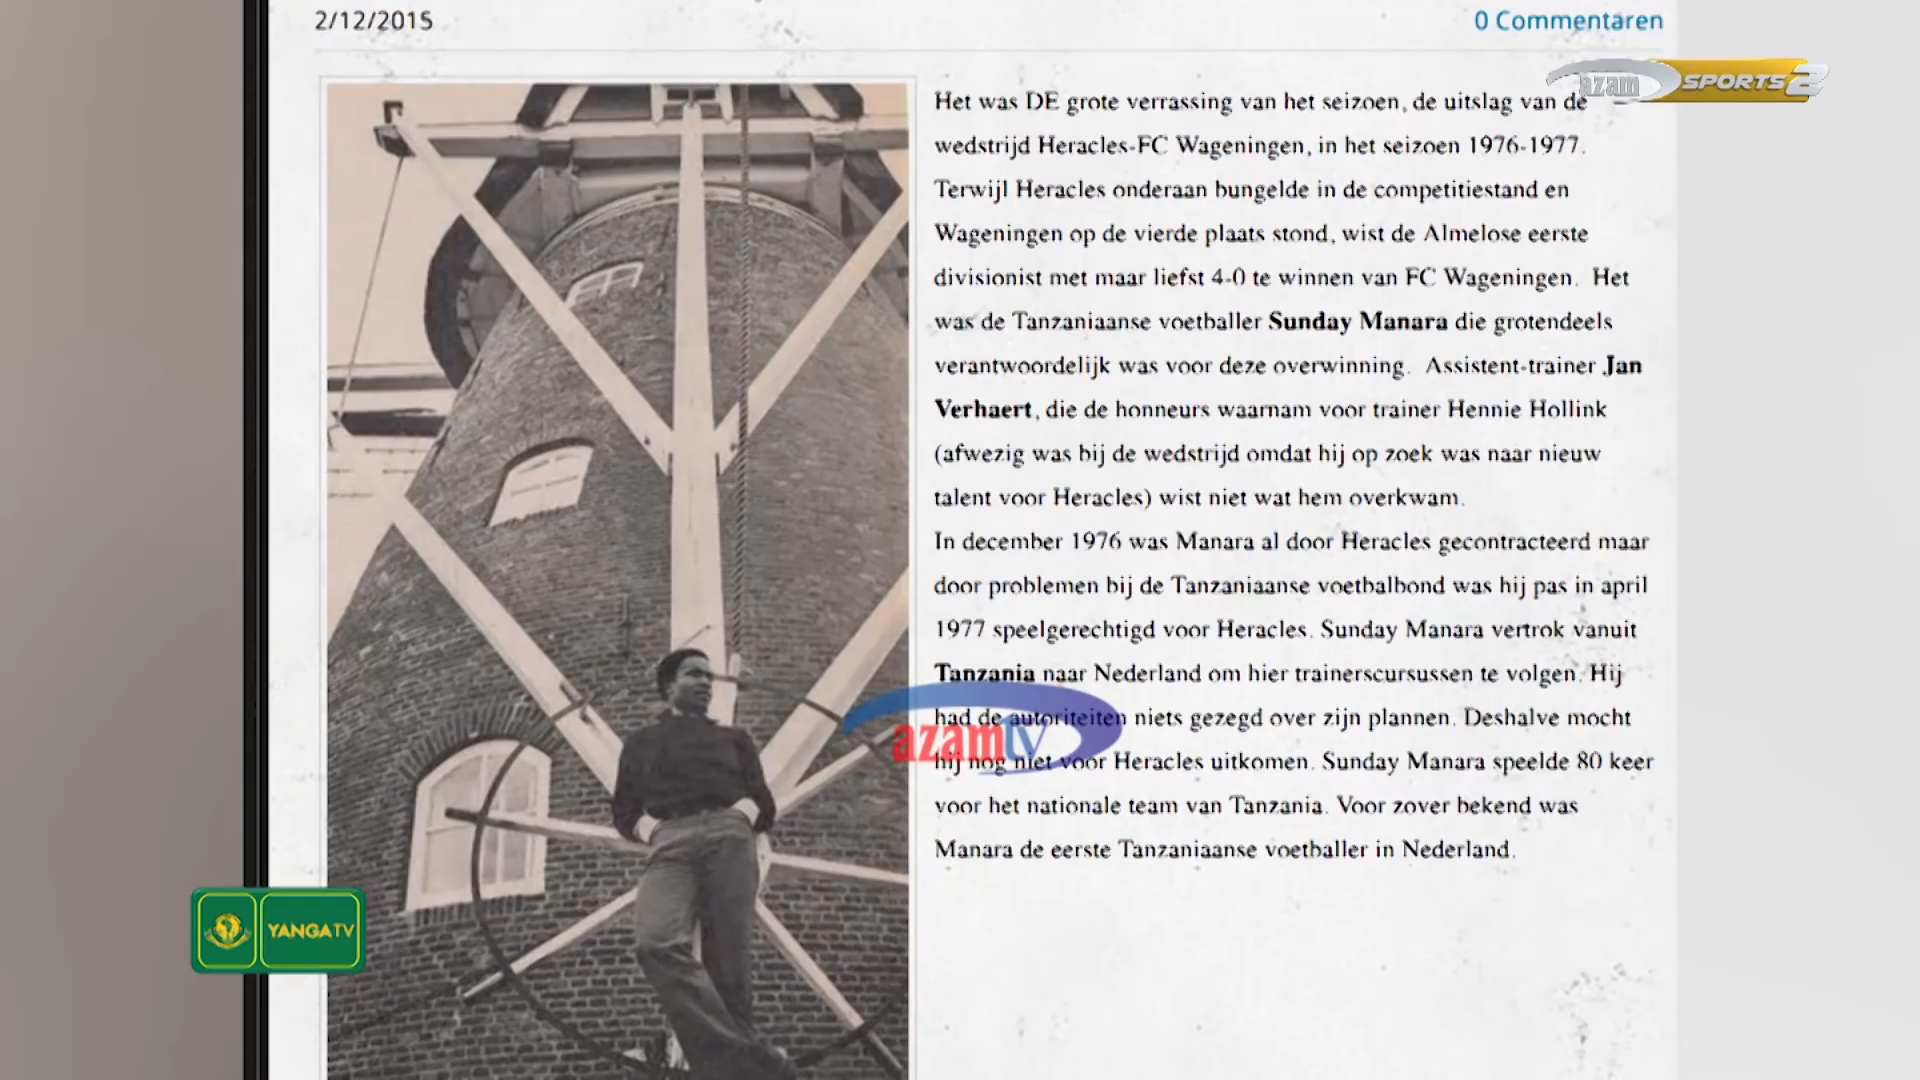 2/12/2015
0 Commentaren
azam SPORTS 2
Het was DE grote verrassing van het seizoen, de uitslag van de
wedstrijd Heracles-FC Wageningen, in het seizoen 1976-1977.
Terwijl Heracles onderaan bungelde in de competitiestand en
Wageningen op de vierde plaats stond, wist de Almelose eerste
divisionist met maar liefst 4-0 te winnen van FC Wageningen. Het
was de Tanzaniaanse voetballer Sunday Manara die grotendeels
verantwoordelijk was voor deze overwinning. Assistent-trainer Jan
Verhaert, die de honneurs waarnam voor trainer Hennie Hollink
(afwezig was bij de wedstrijd omdat hij op zoek was naar nieuw
talent voor Heracles) wist niet wat hem overkwam.
In december 1976 was Manara al door Heracles gecontracteerd maar
door problemen bij de Tanzaniaanse voetbalbond was hij pas in april
1977 speelgerechtigd voor Heracles. Sunday Manara vertrok vanuit
Tanzania naar Nederland om hier trainerscursussen te volgen. Hij
had de autoriteiten niets gezegd over zijn plannen. Deshalve mocht
hij nog niet voor Heracles uitkomen. Sunday Manara speelde 80 keer
voor het nationale team van Tanzania. Voor zover bekend was
Manara de eerste Tanzaniaanse voetballer in Nederland.
azam tv
YANGA TV